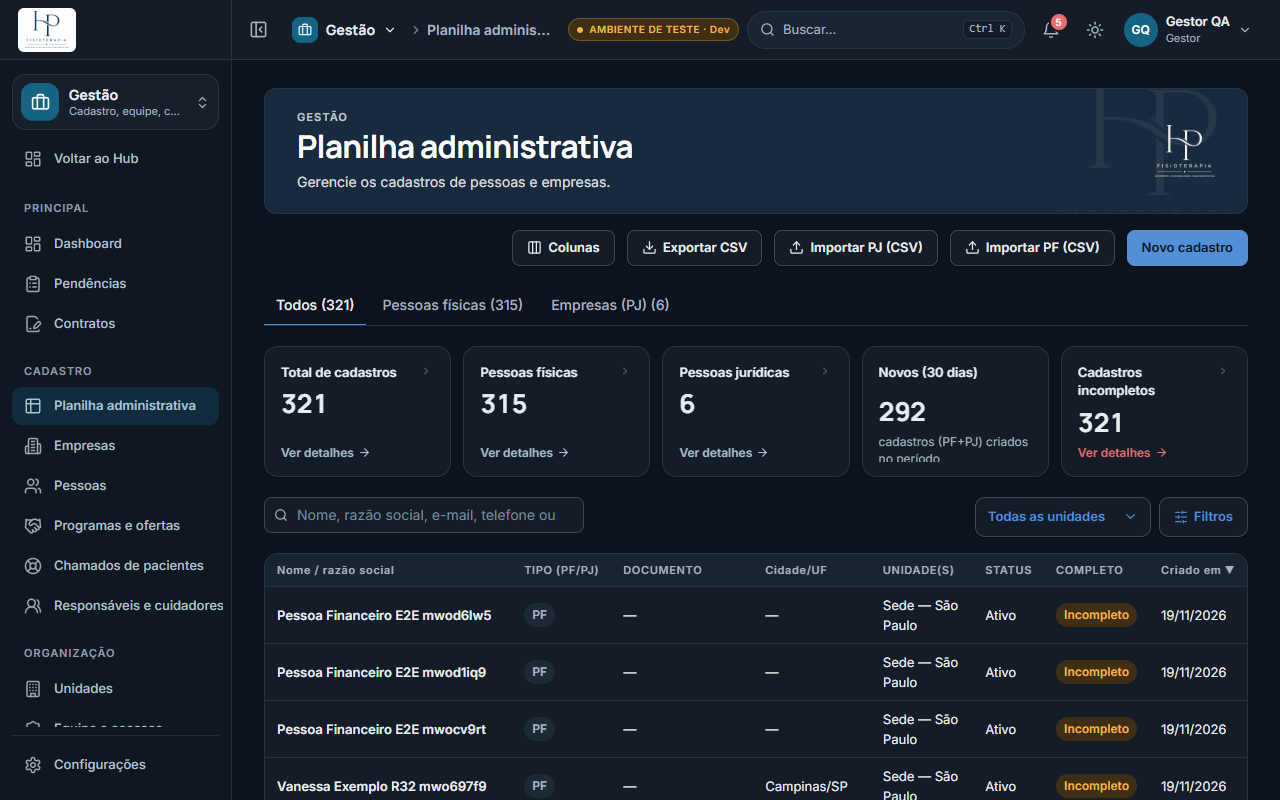 HP
FISIOTERAPIA
Gestão
Planilha adminis...
AMBIENTE DE TESTE · Dev
Buscar...
Ctrl K
5
GQ
Gestor QA
Gestor
Gestão
Cadastro, equipe, c...
Voltar ao Hub
PRINCIPAL
Dashboard
Pendências
Contratos
CADASTRO
Planilha administrativa
Empresas
Pessoas
Programas e ofertas
Chamados de pacientes
Responsáveis e cuidadores
ORGANIZAÇÃO
Unidades
Configurações
GESTÃO
Planilha administrativa
Gerencie os cadastros de pessoas e empresas.
HP
FISIOTERAPIA
Colunas
Exportar CSV
Importar PJ (CSV)
Importar PF (CSV)
Novo cadastro
Todos (321)
Pessoas físicas (315)
Empresas (PJ) (6)
Total de cadastros
321
Ver detalhes →
Pessoas físicas
315
Ver detalhes →
Pessoas jurídicas
6
Ver detalhes →
Novos (30 dias)
292
cadastros (PF+PJ) criados
no período
Cadastros
incompletos
321
Ver detalhes →
Nome, razão social, e-mail, telefone ou
Todas as unidades
Filtros
Nome / razão social TIPO (PF/PJ) DOCUMENTO Cidade/UF UNIDADE(S) STATUS COMPLETO Criado em ▼
Pessoa Financeiro E2E mwod6lw5 PF — — Sede — São Paulo Ativo Incompleto 19/11/2026
Pessoa Financeiro E2E mwod1iq9 PF — — Sede — São Paulo Ativo Incompleto 19/11/2026
Pessoa Financeiro E2E mwocv9rt PF — — Sede — São Paulo Ativo Incompleto 19/11/2026
Vanessa Exemplo R32 mwo697f9 PF — Campinas/SP Sede — São Paulo Ativo Incompleto 19/11/2026